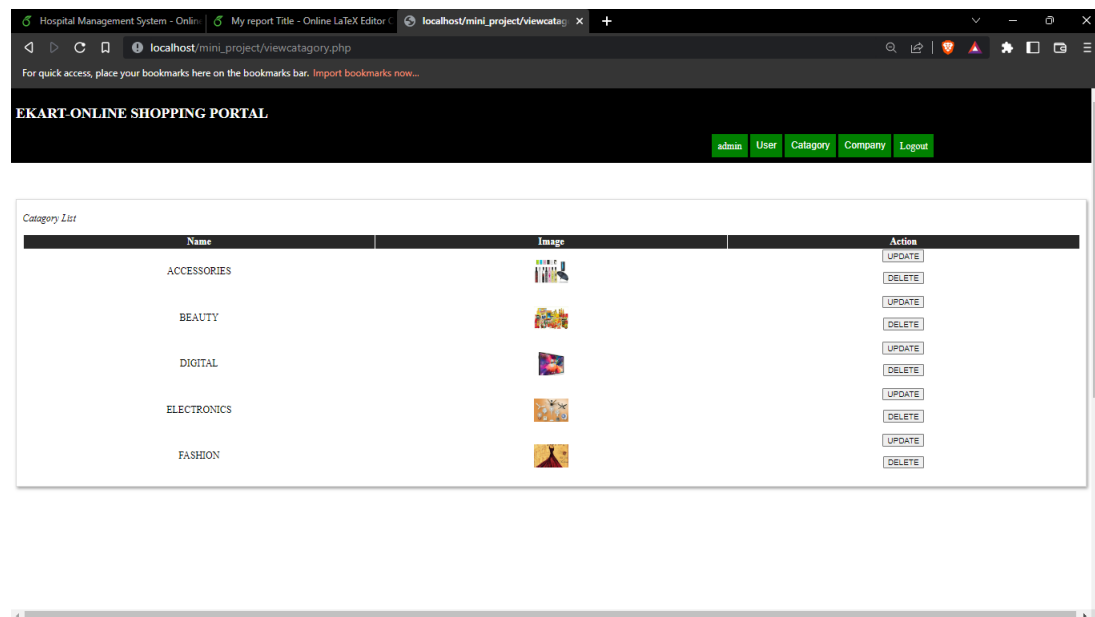 Hospital Management System - Online
My report Title - Online LaTeX Editor
localhost/mini_project/viewcatag
localhost/mini_project/viewcatagory.php
For quick access, place your bookmarks here on the bookmarks bar. Import bookmarks now...
EKART-ONLINE SHOPPING PORTAL
admin User Catagory Company Logout
Catagory List
Name Image Action
ACCESSORIES
UPDATE
DELETE
BEAUTY
UPDATE
DELETE
DIGITAL
UPDATE
DELETE
ELECTRONICS
UPDATE
DELETE
FASHION
UPDATE
DELETE